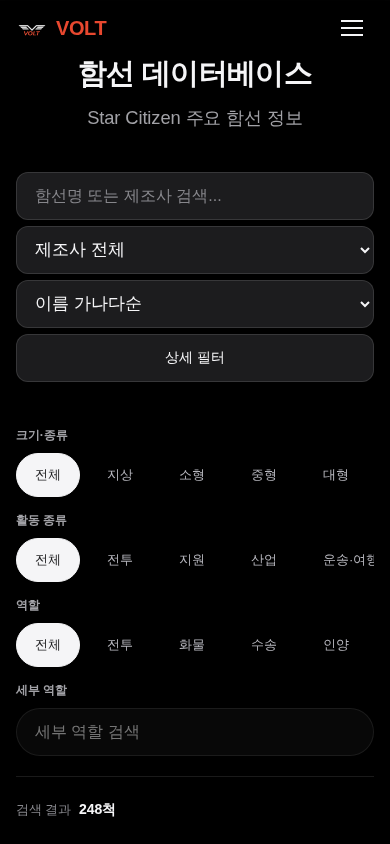 VOLT VOLT
함선 데이터베이스
Star Citizen 주요 함선 정보
함선명 또는 제조사 검색...
제조사 전체
이름 가나다순
상세 필터
크기·종류
전체 지상 소형 중형 대형
활동 종류
전체 전투 지원 산업 운송·여행
역할
전체 전투 화물 수송 인양
세부 역할
세부 역할 검색
검색 결과 248척